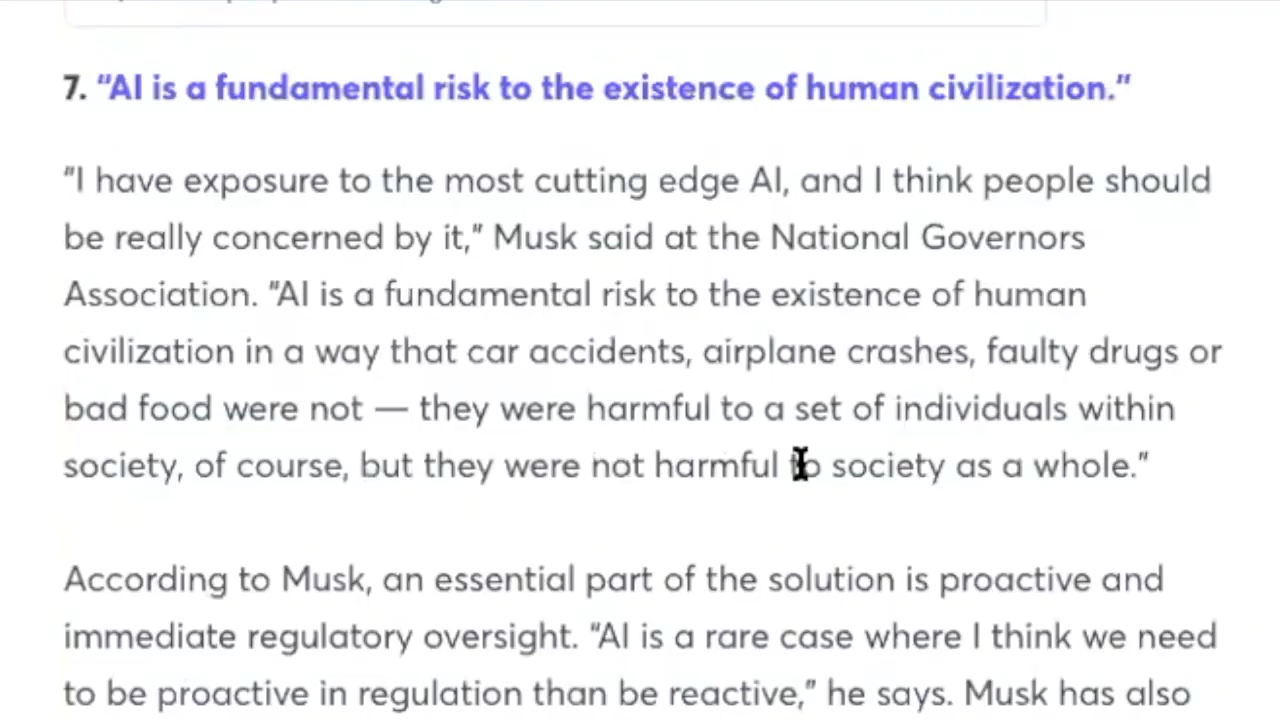 7. “AI is a fundamental risk to the existence of human civilization.”
“I have exposure to the most cutting edge AI, and I think people should
be really concerned by it,” Musk said at the National Governors
Association. “AI is a fundamental risk to the existence of human
civilization in a way that car accidents, airplane crashes, faulty drugs or
bad food were not — they were harmful to a set of individuals within
society, of course, but they were not harmful to society as a whole.”
According to Musk, an essential part of the solution is proactive and
immediate regulatory oversight. “AI is a rare case where I think we need
to be proactive in regulation than be reactive,” he says. Musk has also